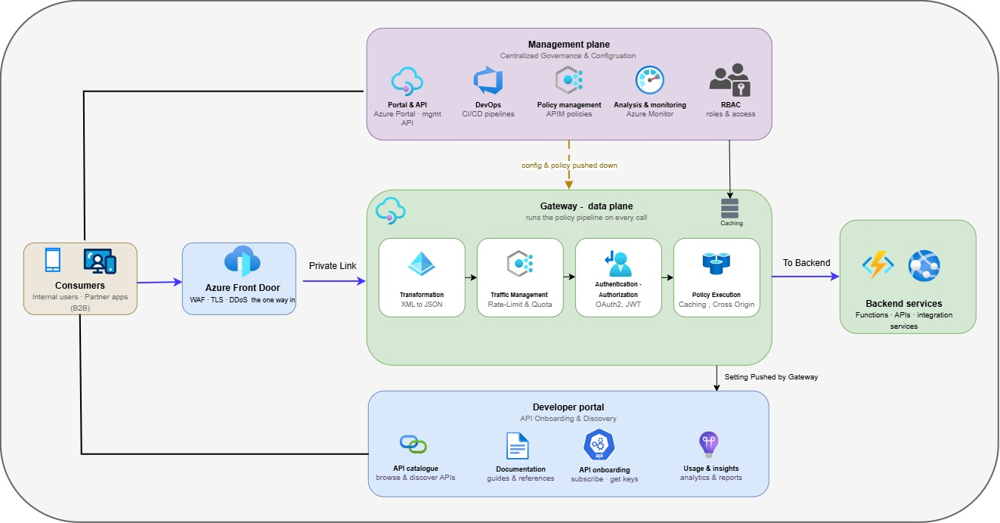 Management plane
Centralized Governance & Configruation
Portal & API
Azure Portal · mgmt
API
DevOps
CI/CD pipelines
Policy management
APIM policies
Analysis & monitoring
Azure Monitor
RBAC
roles & access
config & policy pushed down
Gateway - data plane
runs the policy pipeline on every call
Caching
Consumers
Internal users · Partner apps
(B2B)
Azure Front Door
WAF · TLS · DDoS the one way in
Private Link
Transformation
XML to JSON
Traffic Management
Rate-Limit & Quota
Authentication -
Authorization
OAuth2, JWT
Policy Execution
Caching , Cross Origin
To Backend
Backend services
Functions · APIs · integration
services
Setting Pushed by Gateway
Developer portal
API Onboarding & Discovery
API catalogue
browse & discover APIs
Documentation
guides & references
api
API onboarding
subscribe · get keys
Usage & insights
analytics & reports